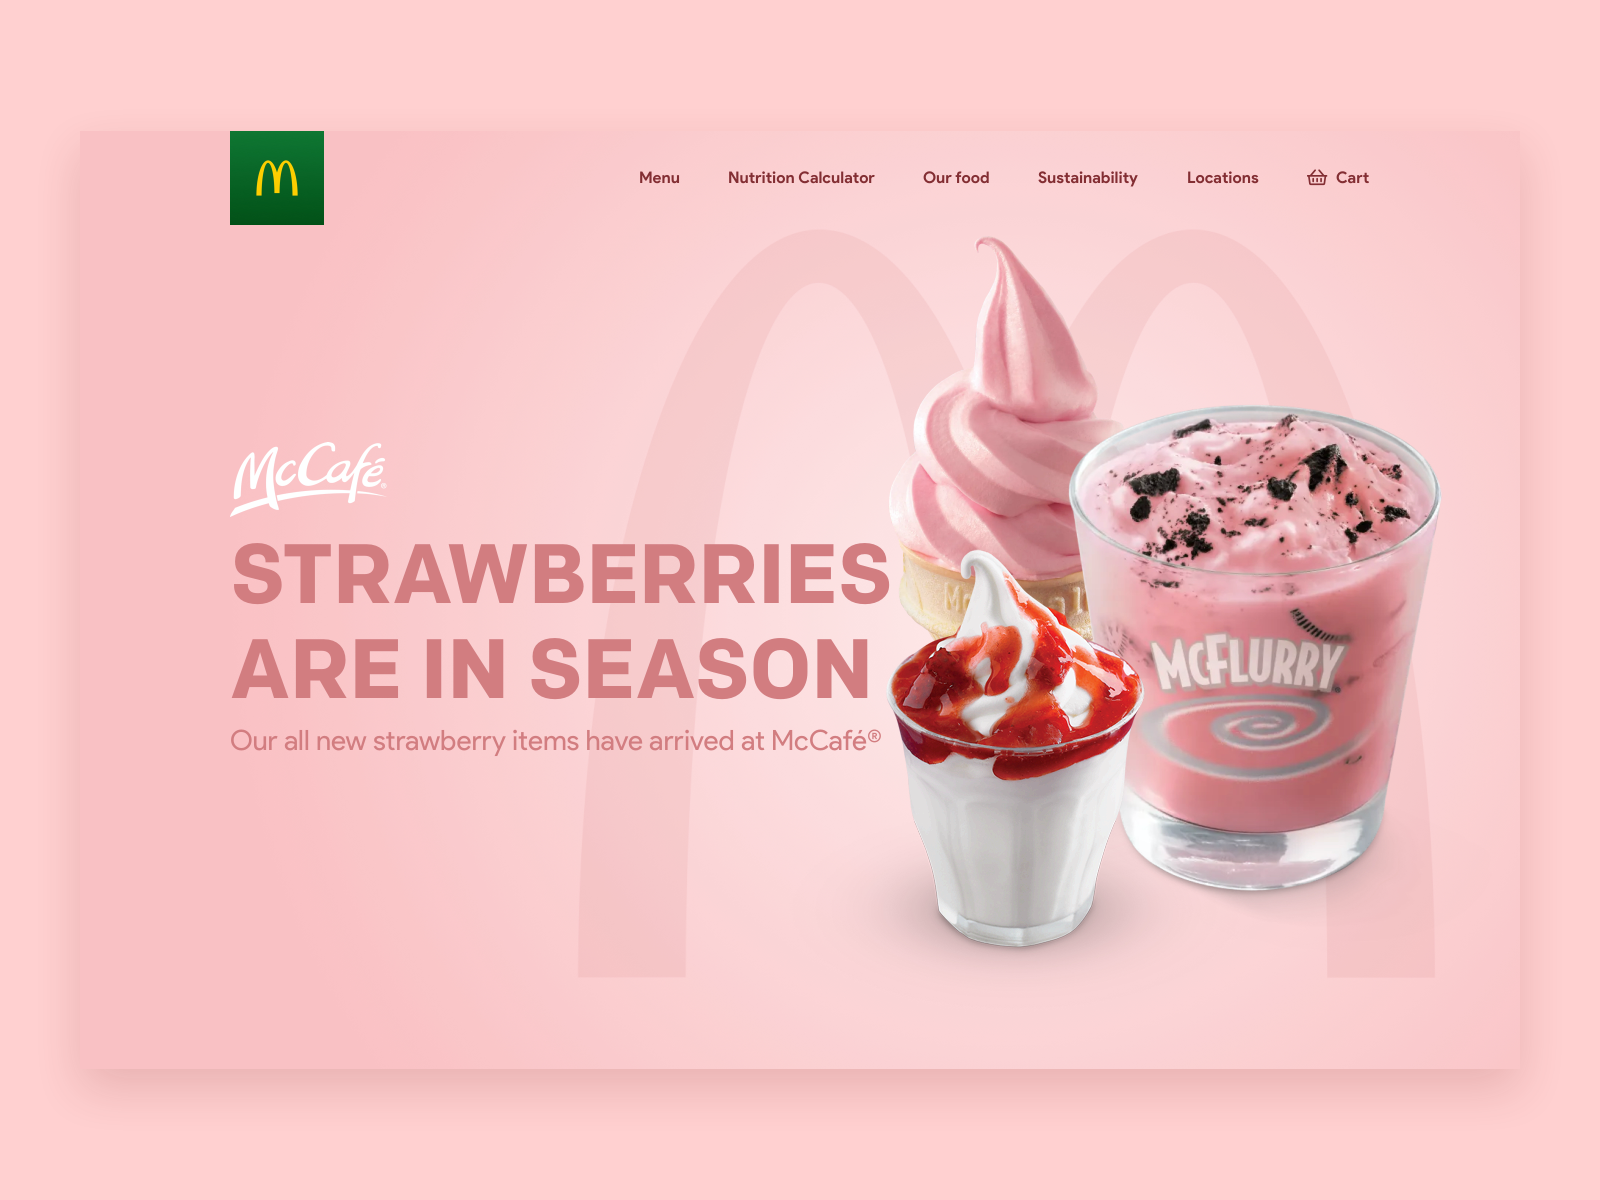 Menu Nutrition Calculator Our food Sustainability Locations Cart
McCafé®
STRAWBERRIES
ARE IN SEASON
Our all new strawberry items have arrived at McCafé®
McFLURRY